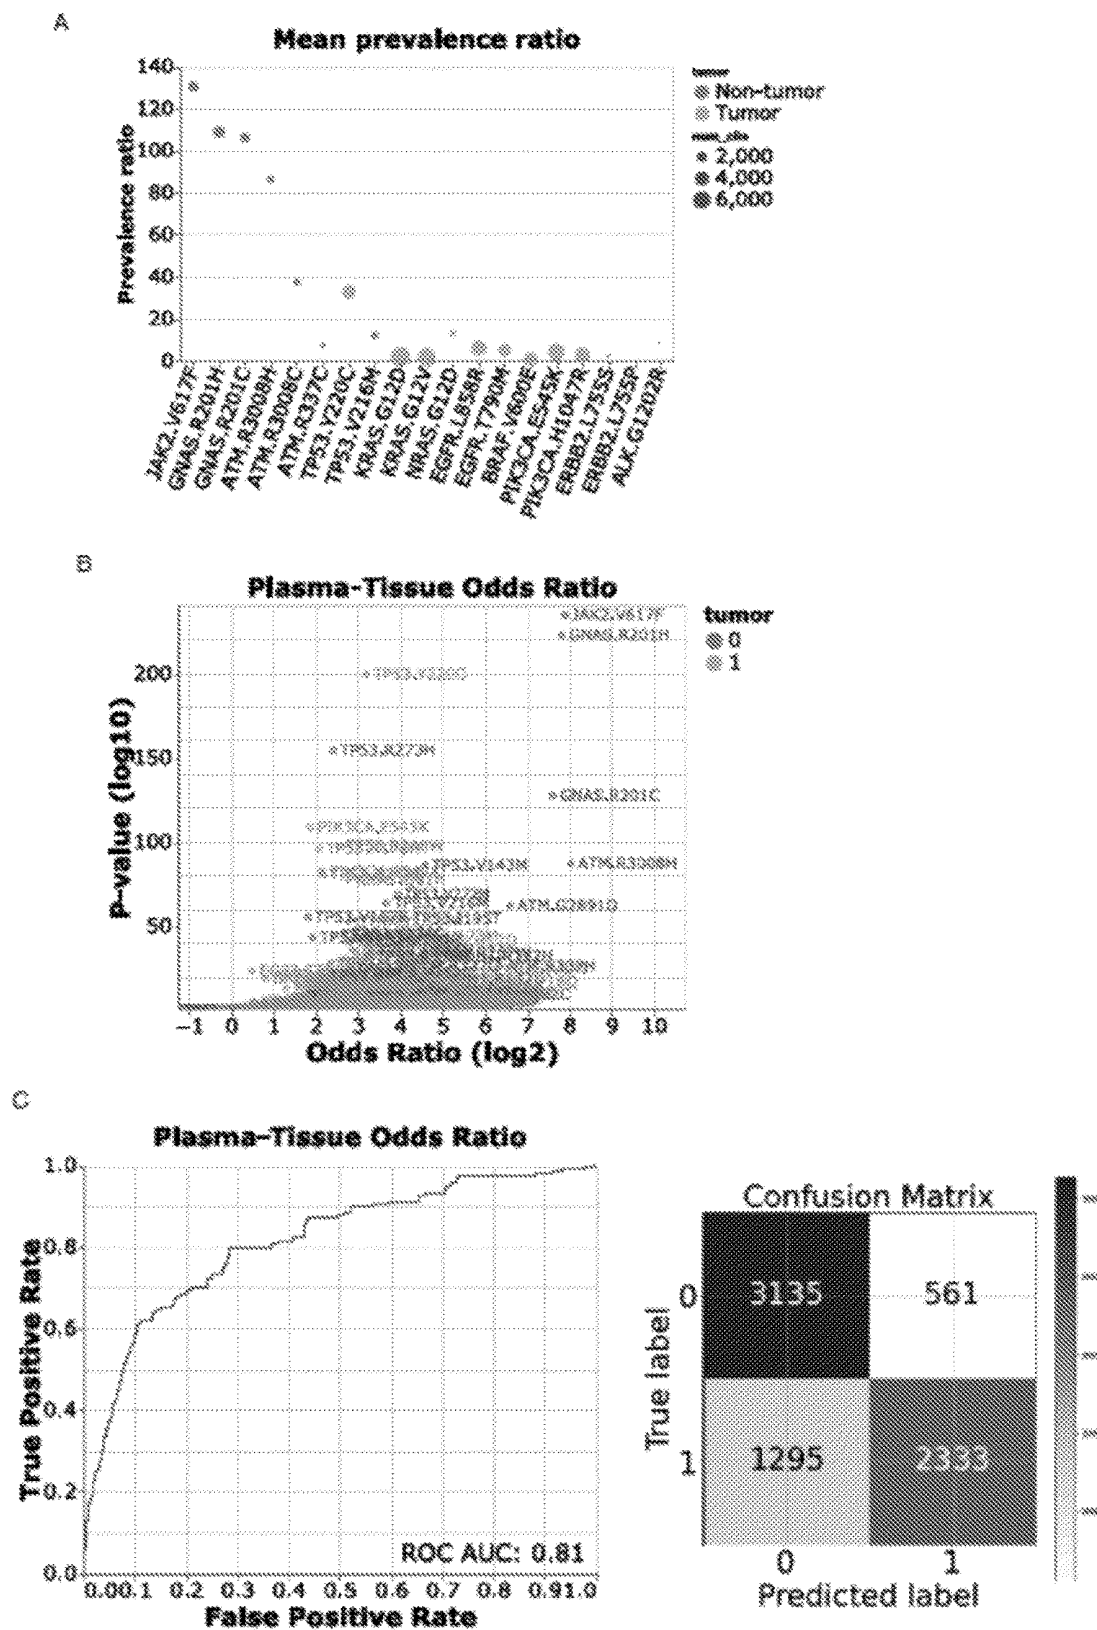 A
Mean prevalence ratio
140
120
100
80
60
40
20
0
Prevalence ratio
JAK2.V617F
GNAS.R201H
GNAS.R201C
ATM.R3008H
ATM.R3008C
ATM.R337C
TP53.Y220C
TP53.V216M
KRAS.G12D
KRAS.G12V
NRAS.G12D
EGFR.L858R
EGFR.T790M
BRAF.V600E
PIK3CA.E545K
PIK3CA.H1047R
ERBB2.L755S
ERBB2.L755P
ALK.G1202R
Non-tumor
Tumor
2,000
4,000
6,000
B
Plasma-Tissue Odds Ratio
200
150
100
50
p-value (log10)
JAK2.V617F
GNAS.R201H
TP53.Y220C
TP53.R273H
GNAS.R201C
PIK3CA.E545K
TP53.V143M
ATM.R3008H
ATM.G2891D
-1 0 1 2 3 4 5 6 7 8 9 10
Odds Ratio (log2)
tumor
0
1
C
Plasma-Tissue Odds Ratio
1.0
0.8
0.6
0.4
0.2
0.0
True Positive Rate
ROC AUC: 0.81
0.0 0.1 0.2 0.3 0.4 0.5 0.6 0.7 0.8 0.9 1.0
False Positive Rate
Confusion Matrix
0 3135 561
True label
1 1295 2333
0 1
Predicted label